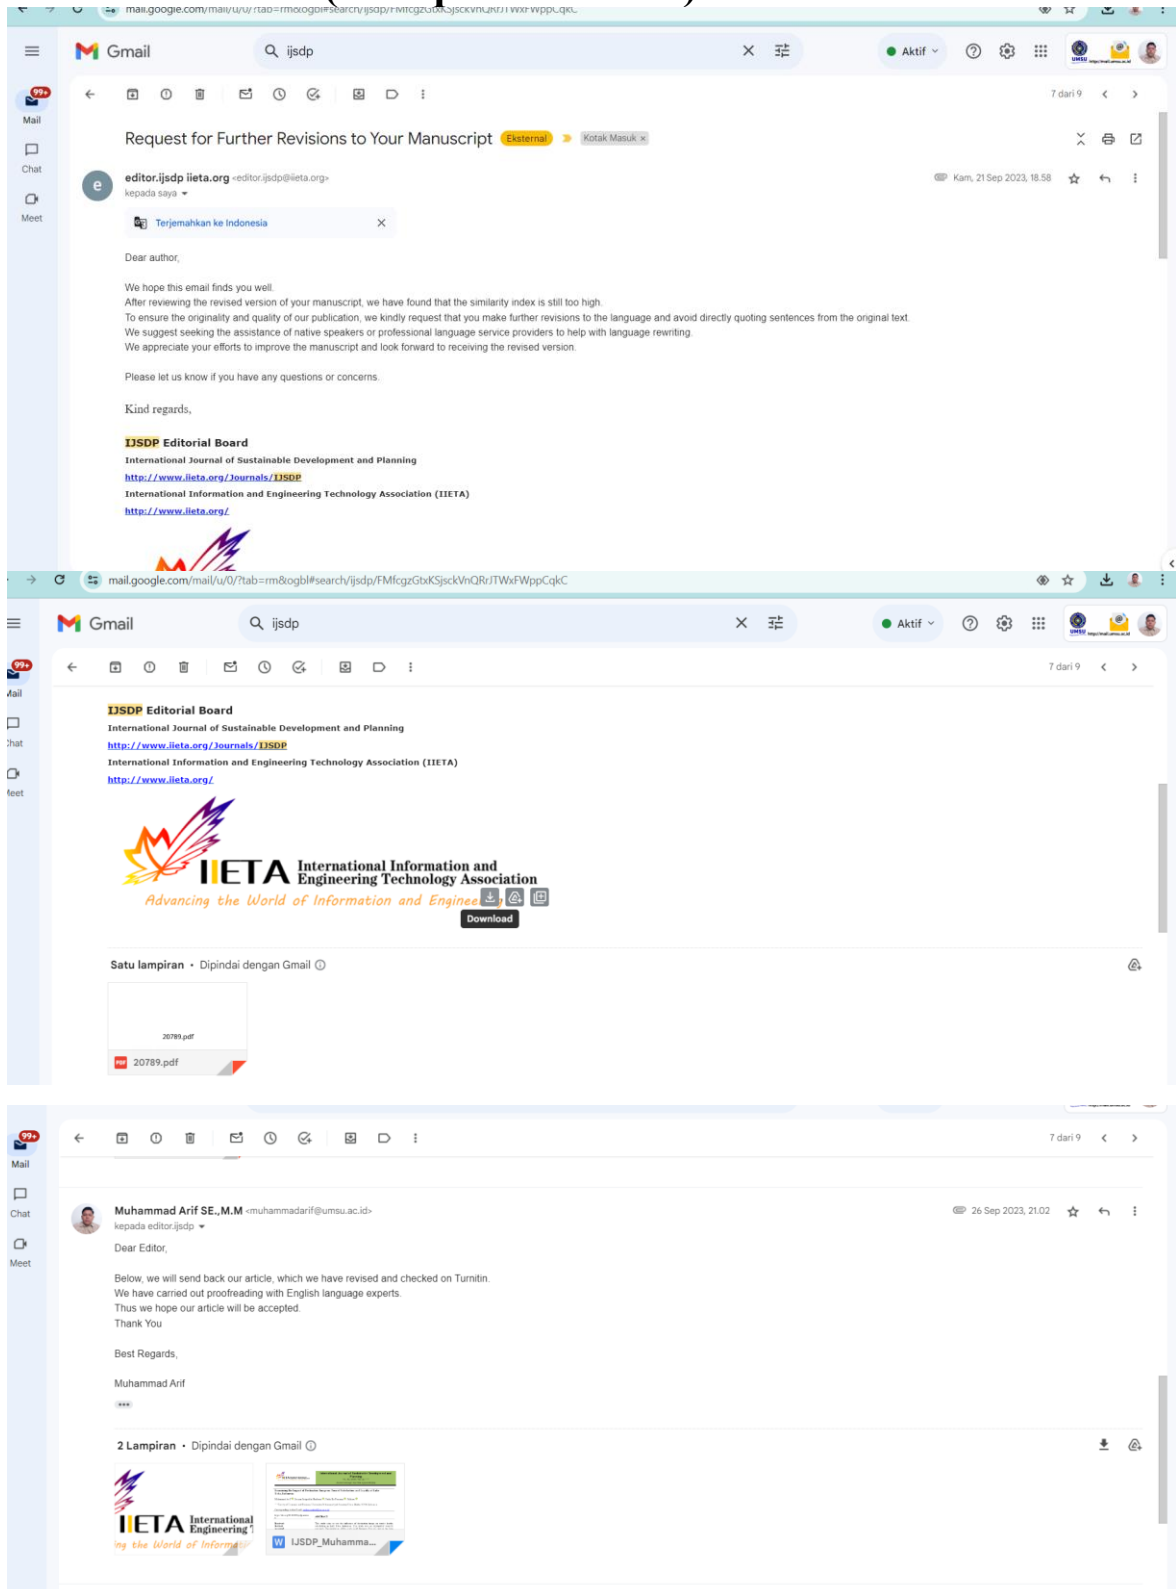 mail.google.com/mail/u/0/?tab=rm&ogbl#search/ijsdp/FMfcgzGtxKSjsckVnQRrJTWxFWppCqkC
Gmail
ijsdp
Aktif
UMSU
99+
Mail
Chat
Meet
7 dari 9
Request for Further Revisions to Your Manuscript Eksternal Kotak Masuk ×
e
editor.ijsdp iieta.org <editor.ijsdp@iieta.org>
Kam, 21 Sep 2023, 18.58
kepada saya
Terjemahkan ke Indonesia
Dear author,
We hope this email finds you well.
After reviewing the revised version of your manuscript, we have found that the similarity index is still too high.
To ensure the originality and quality of our publication, we kindly request that you make further revisions to the language and avoid directly quoting sentences from the original text.
We suggest seeking the assistance of native speakers or professional language service providers to help with language rewriting.
We appreciate your efforts to improve the manuscript and look forward to receiving the revised version.
Please let us know if you have any questions or concerns.
Kind regards,
IJSDP Editorial Board
International Journal of Sustainable Development and Planning
http://www.iieta.org/Journals/IJSDP
International Information and Engineering Technology Association (IIETA)
http://www.iieta.org/
mail.google.com/mail/u/0/?tab=rm&ogbl#search/ijsdp/FMfcgzGtxKSjsckVnQRrJTWxFWppCqkC
Gmail
ijsdp
Aktif
UMSU
99+
Mail
Chat
Meet
7 dari 9
IJSDP Editorial Board
International Journal of Sustainable Development and Planning
http://www.iieta.org/Journals/IJSDP
International Information and Engineering Technology Association (IIETA)
http://www.iieta.org/
IIETA International Information and
Engineering Technology Association
Advancing the World of Information and Enginee
Download
Satu lampiran • Dipindai dengan Gmail
20789.pdf
PDF 20789.pdf
99+
Mail
Chat
Meet
7 dari 9
Muhammad Arif SE.,M.M <muhammadarif@umsu.ac.id>
26 Sep 2023, 21.02
kepada editor.ijsdp
Dear Editor,
Below, we will send back our article, which we have revised and checked on Turnitin.
We have carried out proofreading with English language experts.
Thus we hope our article will be accepted.
Thank You
Best Regards,
Muhammad Arif
2 Lampiran • Dipindai dengan Gmail
IIETA International
Engineering
ing the World of Informati
W IJSDP_Muhamma...